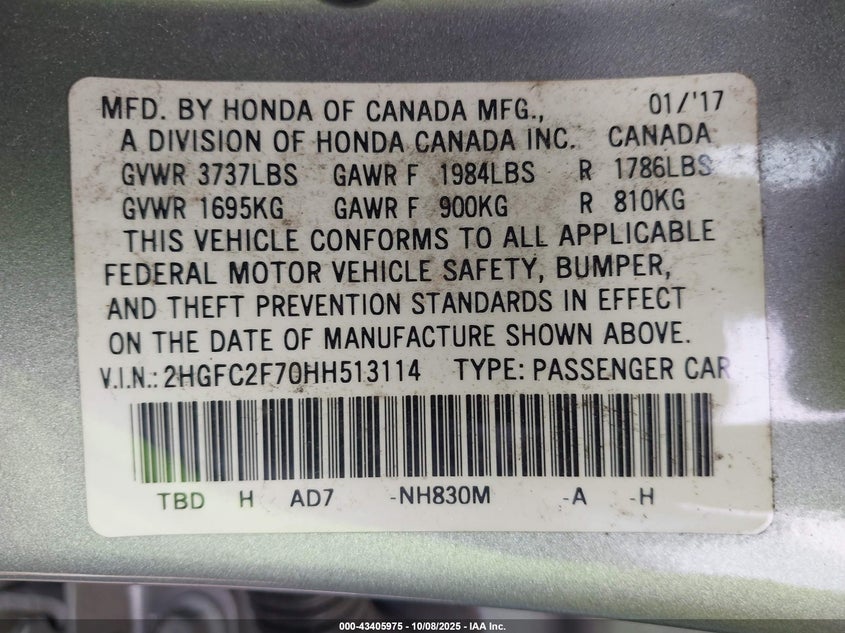 MFD. BY HONDA OF CANADA MFG., 01/'17
A DIVISION OF HONDA CANADA INC. CANADA
GVWR 3737LBS GAWR F 1984LBS R 1786LBS
GVWR 1695KG GAWR F 900KG R 810KG
THIS VEHICLE CONFORMS TO ALL APPLICABLE
FEDERAL MOTOR VEHICLE SAFETY, BUMPER,
AND THEFT PREVENTION STANDARDS IN EFFECT
ON THE DATE OF MANUFACTURE SHOWN ABOVE.
V.I.N.: 2HGFC2F70HH513114 TYPE: PASSENGER CAR
TBD H AD7 -NH830M -A -H
000-43405975 - 10/08/2025 - IAA Inc.